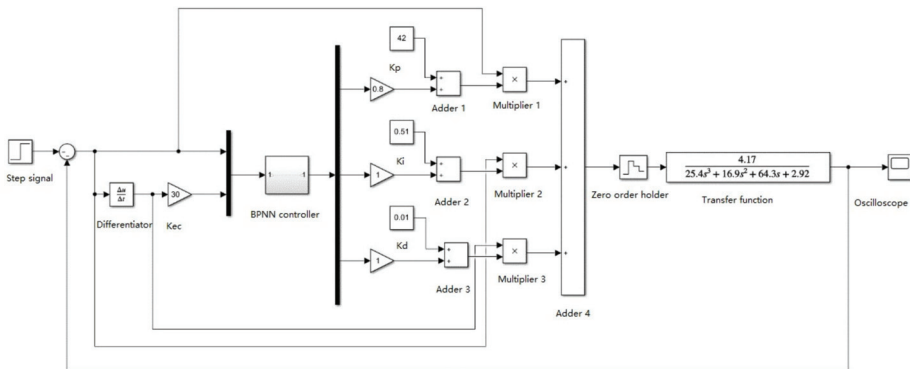 42
Kp
0.8
Adder 1
×
Multiplier 1
Step signal
0.51
Ki
1
Adder 2
×
Multiplier 2
Δu
Δt
Differentiator
30
Kec
1 1
BPNN controller
0.01
Kd
1
Adder 3
×
Multiplier 3
Adder 4
Zero order holder
4.17
25.4s³ + 16.9s² + 64.3s + 2.92
Transfer function
Oscilloscope